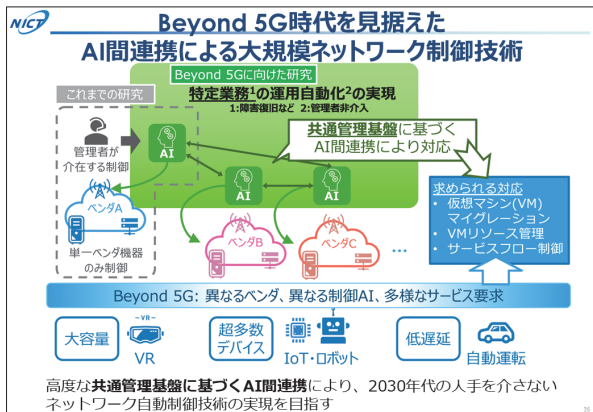 NICT
Beyond 5G時代を見据えた
AI間連携による大規模ネットワーク制御技術
Beyond 5Gに向けた研究
これまでの研究
特定業務¹の運用自動化²の実現
1:障害復旧など 2:管理者非介入
管理者が
介在する制御
AI
共通管理基盤に基づく
AI間連携により対応
AI
AI
ベンダA
ベンダB
ベンダC
…
単一ベンダ機器
のみ制御
求められる対応
• 仮想マシン(VM)
マイグレーション
• VMリソース管理
• サービスフロー制御
Beyond 5G: 異なるベンダ、異なる制御AI、多様なサービス要求
大容量
-VR-
VR
超多数
デバイス
IoT・ロボット
低遅延
自動運転
高度な共通管理基盤に基づくAI間連携により、2030年代の人手を介さない
ネットワーク自動制御技術の実現を目指す